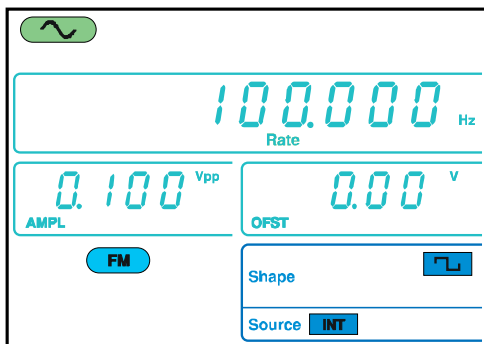 100.000 Hz
Rate
0.100 Vpp
AMPL
0.00 V
OFST
FM
Shape
Source INT